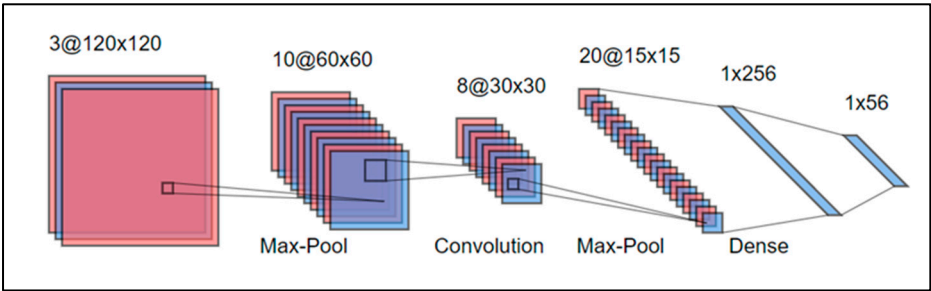 3@120x120
10@60x60
8@30x30
20@15x15
1x256
1x56
Max-Pool
Convolution
Max-Pool
Dense